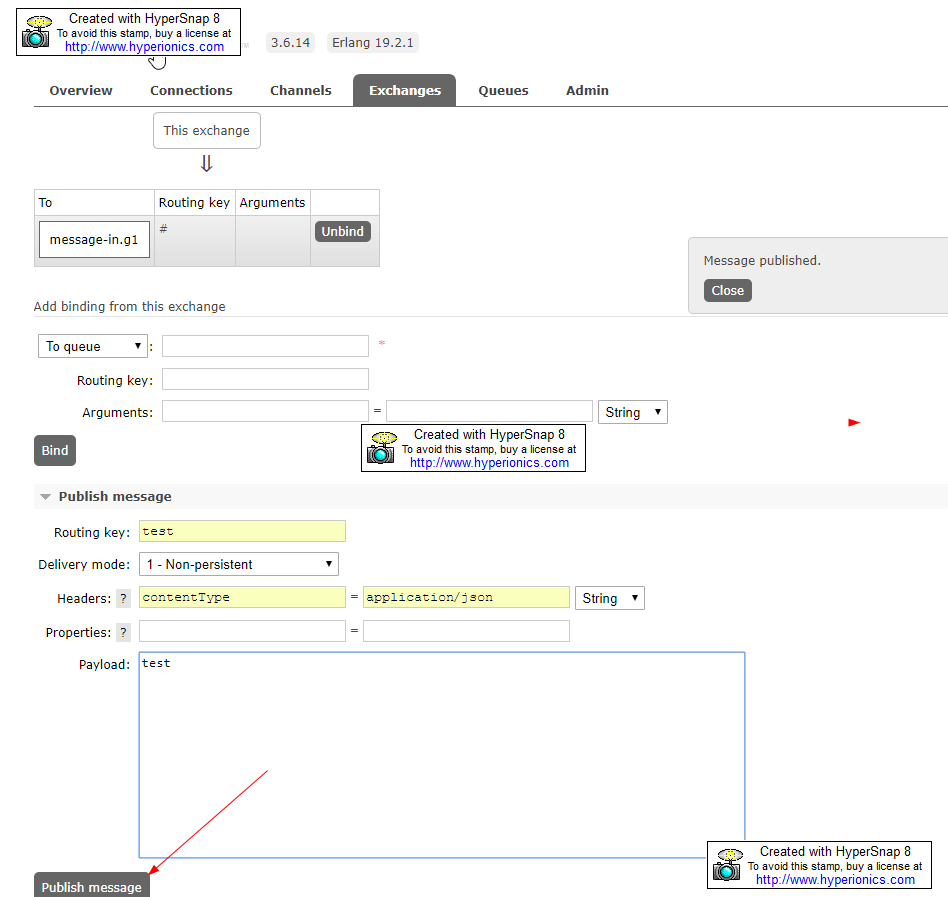 Created with HyperSnap 8
To avoid this stamp, buy a license at
http://www.hyperionics.com
3.6.14 Erlang 19.2.1
Overview Connections Channels Exchanges Queues Admin
This exchange
⇓
To Routing key Arguments
message-in.g1 # Unbind
Message published.
Close
Add binding from this exchange
To queue : *
Routing key:
Arguments: = String
Bind
Created with HyperSnap 8
To avoid this stamp, buy a license at
http://www.hyperionics.com
Publish message
Routing key: test
Delivery mode: 1 - Non-persistent
Headers: ? contentType = application/json String
Properties: ? =
Payload: test
Created with HyperSnap 8
To avoid this stamp, buy a license at
http://www.hyperionics.com
Publish message